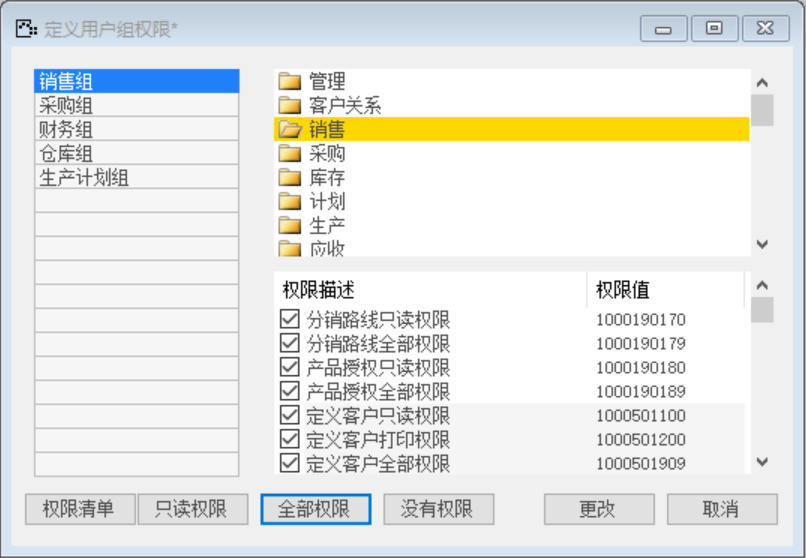 定义用户组权限*
销售组
采购组
财务组
仓库组
生产计划组
管理
客户关系
销售
采购
库存
计划
生产
应收
权限描述 权限值
分销路线只读权限 1000190170
分销路线全部权限 1000190179
产品授权只读权限 1000190180
产品授权全部权限 1000190189
定义客户只读权限 1000501100
定义客户打印权限 1000501200
定义客户全部权限 1000501909
权限清单 只读权限 全部权限 没有权限 更改 取消